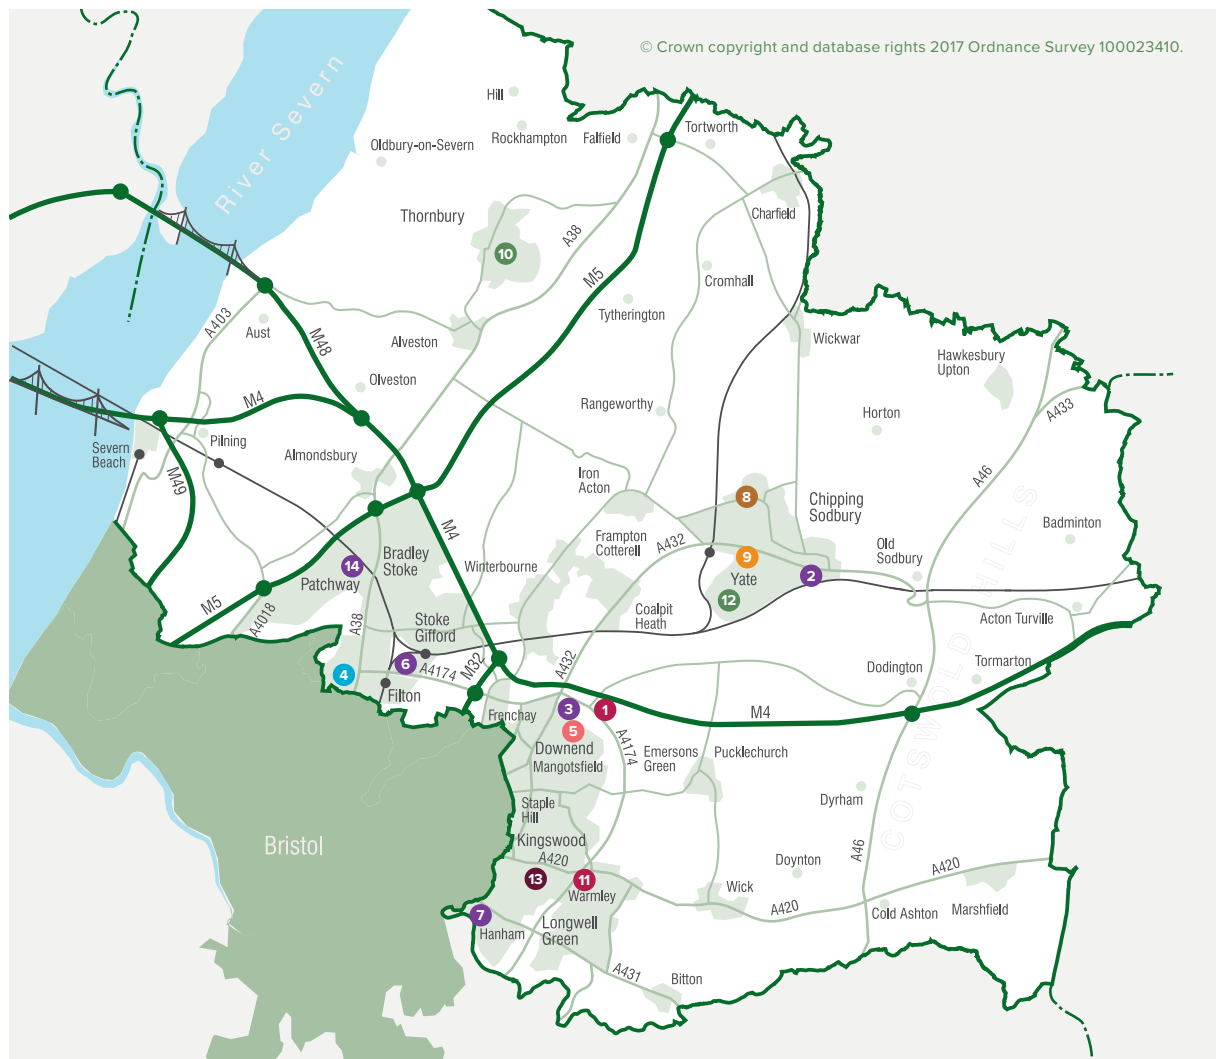 © Crown copyright and database rights 2017 Ordnance Survey 100023410.
River Severn
Hill
Rockhampton
Falfield
Tortworth
Oldbury-on-Severn
Thornbury
A38
Charfield
10
M5
Cromhall
Tytherington
A403
Aust
M48
Alveston
Wickwar
Hawkesbury
Upton
Olveston
M4
Rangeworthy
Horton
A433
Pilning
Severn
Beach
Almondsbury
M49
Iron
Acton
A46
8
Chipping
Sodbury
COTSWOLD HILLS
Badminton
M4
Frampton
Cotterell
A432
Bradley
Stoke
Old
Sodbury
9
Yate
2
14
Patchway
Winterbourne
12
M5
A4018
A38
Stoke
Gifford
Coalpit
Heath
Acton Turville
4
6
A4174
M32
A432
Dodington
Tormarton
Filton
Frenchay
3
1
M4
5
Downend
Mangotsfield
A4174
Emersons
Green
Pucklechurch
Staple
Hill
Dyrham
Bristol
Kingswood
A420
A46
Doynton
A420
13
11
Warmley
Wick
A420
Cold Ashton
Marshfield
7
Hanham
Longwell
Green
A431
Bitton